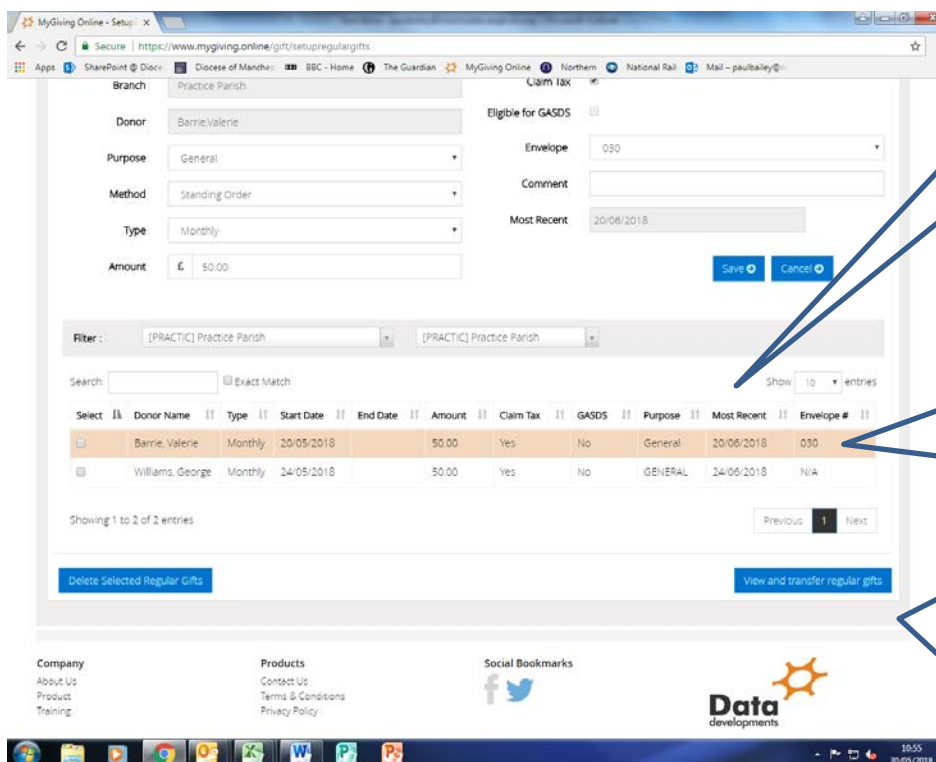 MyGiving Online - Setup
Secure https://www.mygiving.online/gift/setupregulargifts
Apps SharePoint @ Dioce Diocese of Manches BBC - Home The Guardian MyGiving Online Northern National Rail Mail – paulbailey@
Branch Practice Parish Claim Tax
Donor Barrie,Valerie Eligible for GASDS
Purpose General Envelope 030
Method Standing Order Comment
Type Monthly Most Recent 20/06/2018
Amount £ 50.00 Save Cancel
Filter : [PRACTIC] Practice Parish [PRACTIC] Practice Parish
Search: Exact Match Show 10 entries
Select Donor Name Type Start Date End Date Amount Claim Tax GASDS Purpose Most Recent Envelope #
Barrie, Valerie Monthly 20/05/2018 50.00 Yes No General 20/06/2018 030
Williams, George Monthly 24/05/2018 50.00 Yes No GENERAL 24/06/2018 N/A
Showing 1 to 2 of 2 entries Previous 1 Next
Delete Selected Regular Gifts View and transfer regular gifts
Company Products Social Bookmarks
About Us Contact Us
Product Terms & Conditions
Training Privacy Policy
Data
developments
10:55
30/05/2018